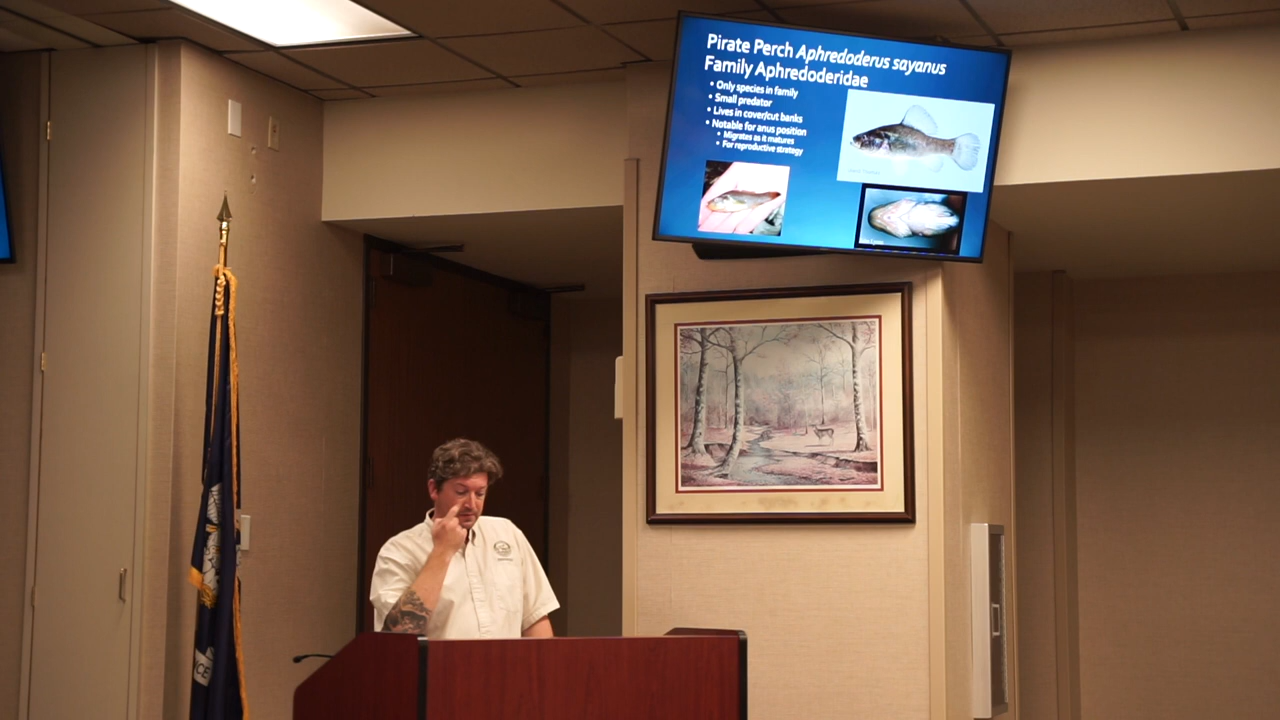 Pirate Perch Aphredoderus sayanus
Family Aphredoderidae
• Only species in family
• Small predator
• Lives in cover/cut banks
• Notable for anus position
• Migrates as it matures
• For reproductive strategy
CE